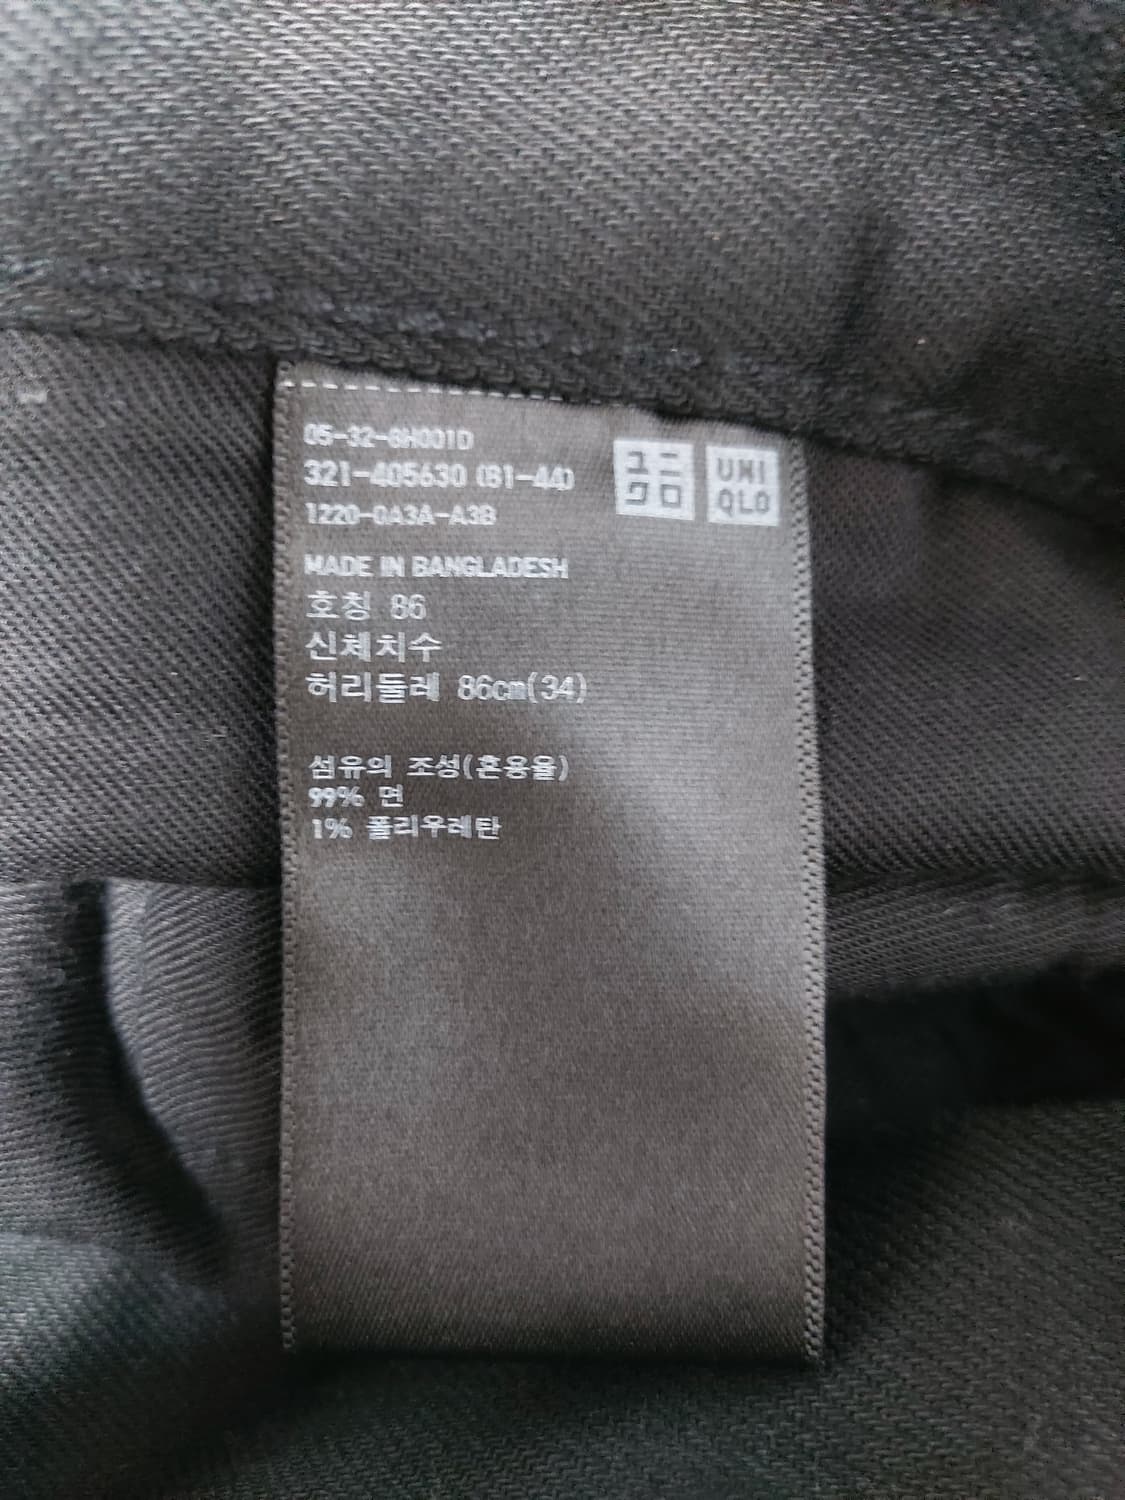 05-32-8H001D
321-405630 (81-44)
1220-0A3A-A3B
ユニ
クロ
UNI
QLO
MADE IN BANGLADESH
호칭 86
신체치수
허리둘레 86cm(34)
섬유의 조성(혼용율)
99% 면
1% 폴리우레탄